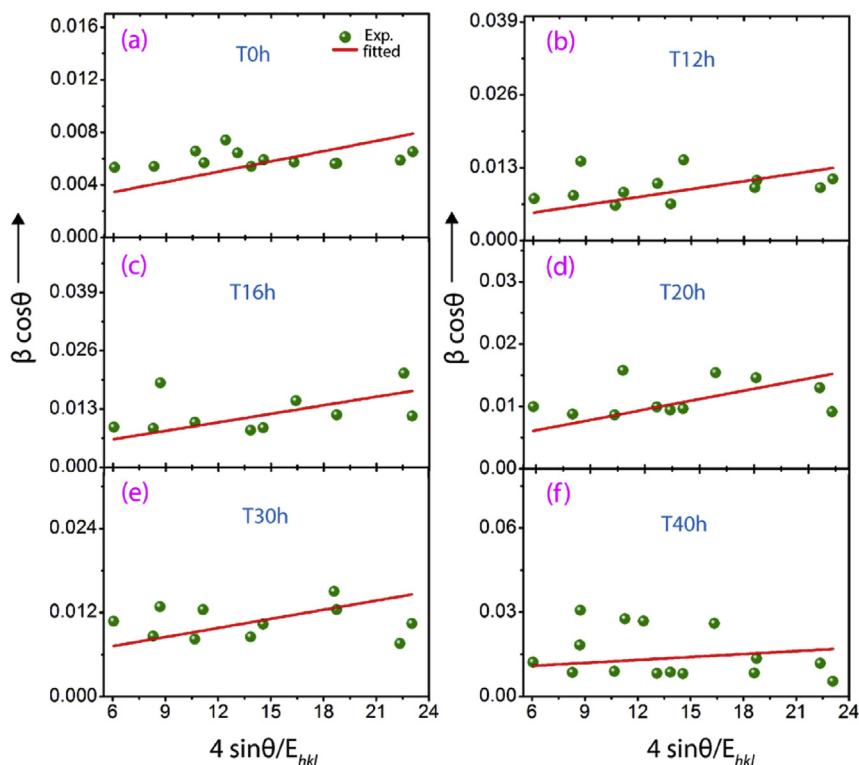 (a)
T0h
Exp.
fitted
0.016
0.012
0.008
0.004
0.000
(b)
T12h
0.039
0.026
0.013
0.000
(c)
T16h
0.039
0.026
0.013
0.000
(d)
T20h
0.03
0.02
0.01
0.00
(e)
T30h
0.024
0.012
0.000
(f)
T40h
0.06
0.03
0.00
β cosθ
β cosθ
6 9 12 15 18 21 24
6 9 12 15 18 21 24
4 sinθ/Ehkl
4 sinθ/Ehkl